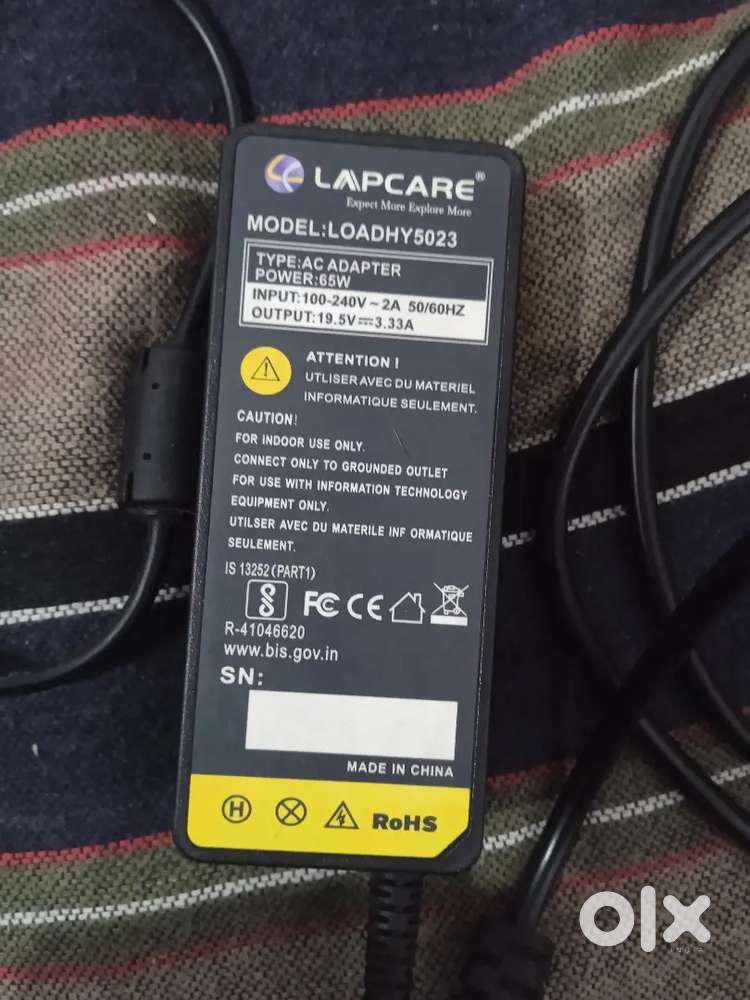 LAPCARE®
Expect More Explore More
MODEL:LOADHY5023
TYPE:AC ADAPTER
POWER:65W
INPUT:100-240V ~ 2A 50/60HZ
OUTPUT:19.5V⎓3.33A
ATTENTION !
UTLISER AVEC DU MATERIEL
INFORMATIQUE SEULEMENT.
CAUTION!
FOR INDOOR USE ONLY.
CONNECT ONLY TO GROUNDED OUTLET
FOR USE WITH INFORMATION TECHNOLOGY
EQUIPMENT ONLY.
UTILSER AVEC DU MATERILE INF ORMATIQUE
SEULEMENT.
IS 13252(PART1)
FC CE
R-41046620
www.bis.gov.in
SN:
MADE IN CHINA
H
RoHS
olx